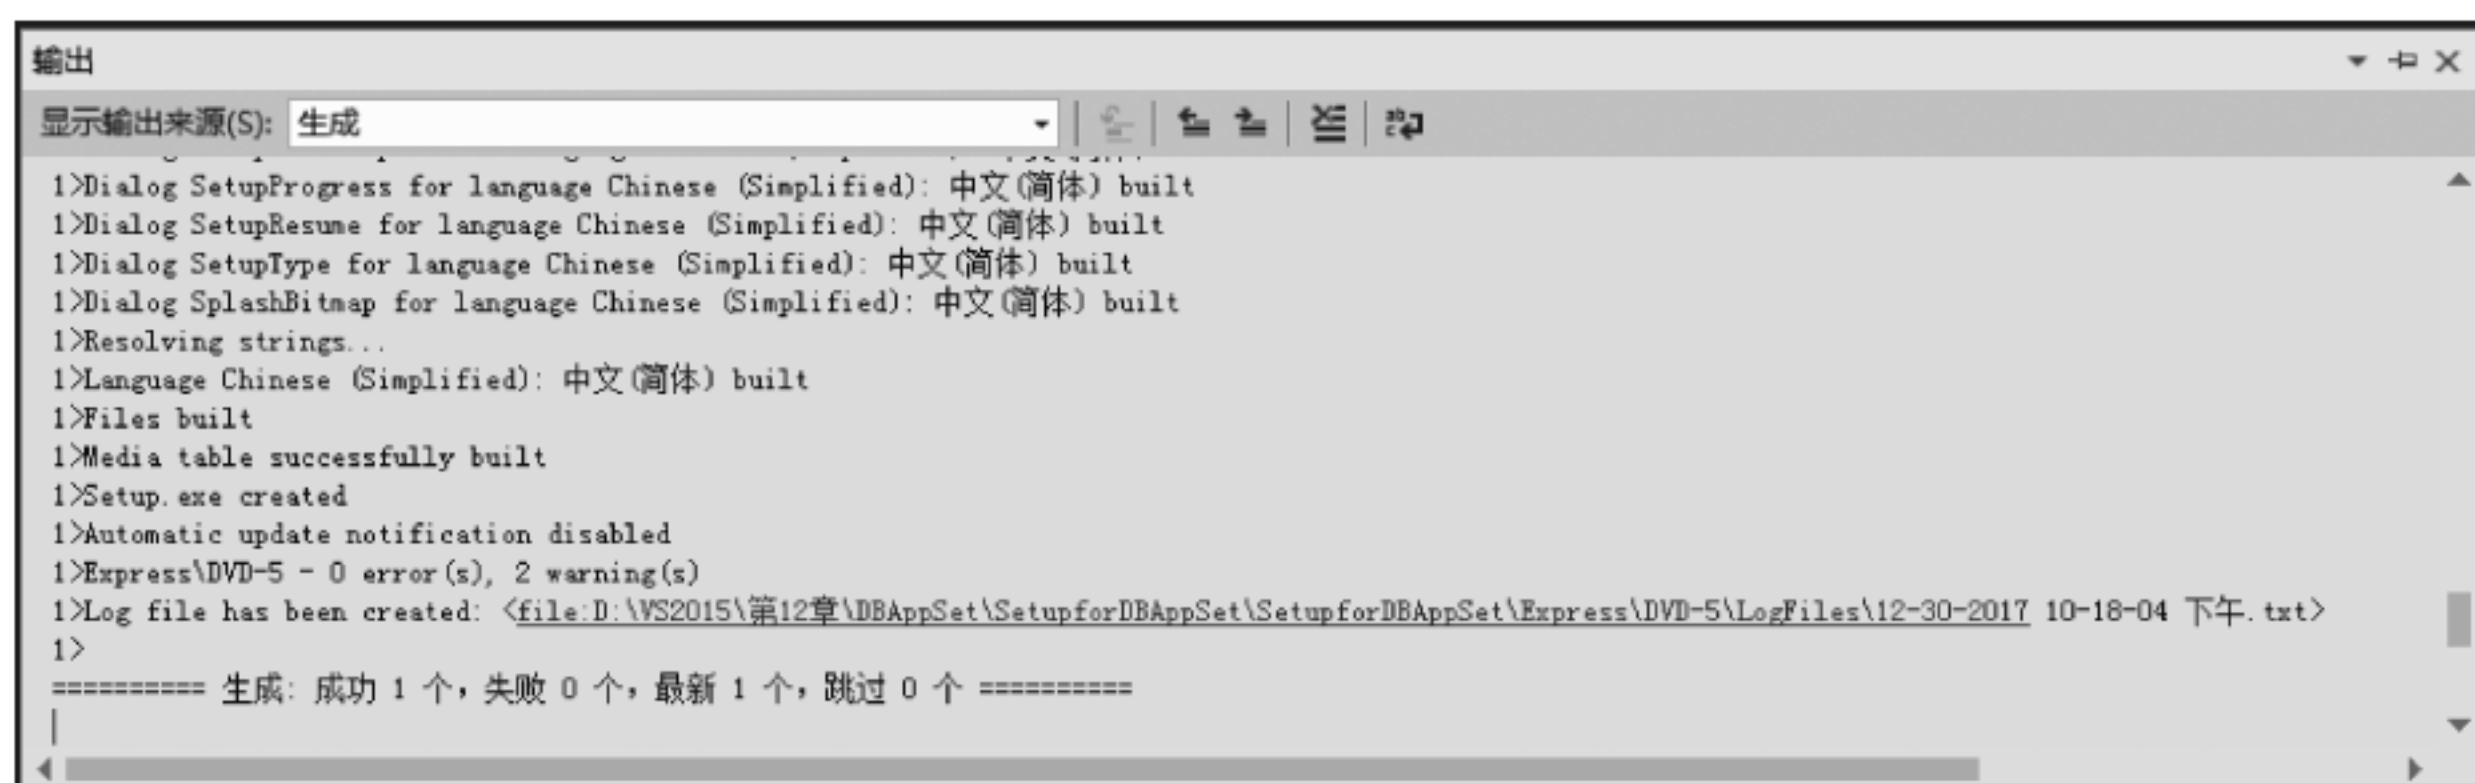 输出
显示输出来源(S): 生成
1>Dialog SetupProgress for language Chinese (Simplified): 中文(简体) built
1>Dialog SetupResume for language Chinese (Simplified): 中文(简体) built
1>Dialog SetupType for language Chinese (Simplified): 中文(简体) built
1>Dialog SplashBitmap for language Chinese (Simplified): 中文(简体) built
1>Resolving strings...
1>Language Chinese (Simplified): 中文(简体) built
1>Files built
1>Media table successfully built
1>Setup.exe created
1>Automatic update notification disabled
1>Express\DVD-5 - 0 error(s), 2 warning(s)
1>Log file has been created: <file:D:\VS2015\第12章\DBAppSet\SetupforDBAppSet\SetupforDBAppSet\Express\DVD-5\LogFiles\12-30-2017 10-18-04 下午.txt>
1>
========== 生成: 成功 1 个，失败 0 个，最新 1 个，跳过 0 个 ==========